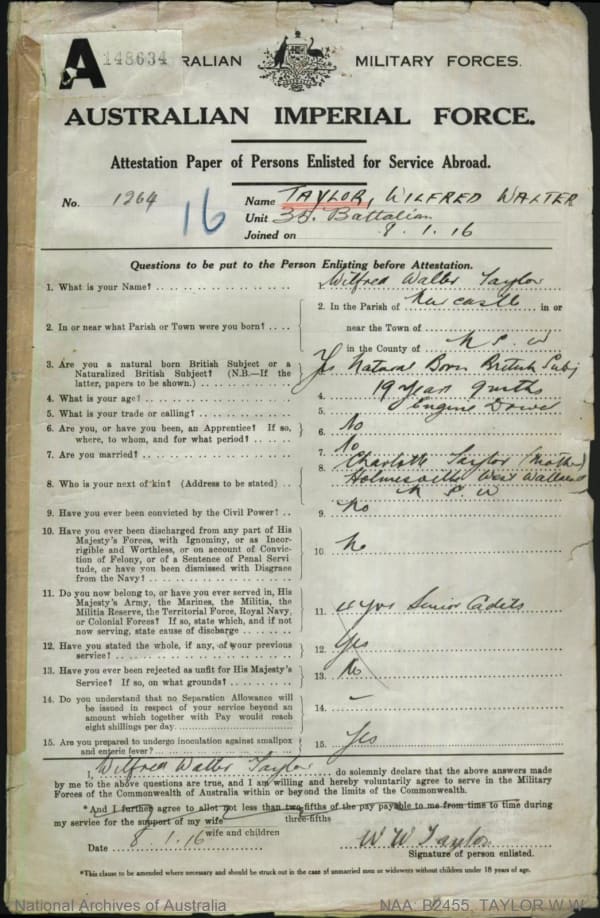 A 148634 RALIAN MILITARY FORCES.
AUSTRALIAN IMPERIAL FORCE.
Attestation Paper of Persons Enlisted for Service Abroad.
No. 1264 16 Name TAYLOR, WILFRED WALTER
Unit Battalion
Joined on 8.1.16
Questions to be put to the Person Enlisting before Attestation.
1. What is your Name? 1. Wilfred Walter Taylor
2. In or near what Parish or Town were you born? 2. In the Parish of Newcastle in or
near the Town of
in the County of N S W
3. Are you a natural born British Subject or a
Naturalized British Subject? (N.B.—If the
latter, papers to be shown.) 3. Yes Natural Born British Subj
4. What is your age? 4. 19 years 9 mths
5. What is your trade or calling? 5. Engine
6. Are you, or have you been, an Apprentice? If so,
where, to whom, and for what period? 6. No
7. Are you married? 7. No
8. Who is your next of kin? (Address to be stated) 8. Charlotte Taylor (Mother)
Holmesville West Wallsend
N S W
9. Have you ever been convicted by the Civil Power? 9. No
10. Have you ever been discharged from any part of His
Majesty's Forces, with Ignominy, or as Incor-
rigible and Worthless, or on account of Convic-
tion of Felony, or of a Sentence of Penal Servi-
tude, or have you been Dismissed with Disgrace
from the Navy? 10. No
11. Do you now belong to, or have you ever served in, His
Majesty's Army, the Marines, the Militia, the
Militia Reserve, the Territorial Force, Royal Navy,
or Colonial Forces? If so, state which, and if not
now serving, state cause of discharge 11. 4 yrs Senior Cadets
12. Have you stated the whole, if any, of your previous
service? 12. Yes
13. Have you ever been rejected as unfit for His Majesty's
Service? If so, on what grounds? 13. No
14. Do you understand that no Separation Allowance will
be issued in respect of your service beyond an
amount which together with Pay would reach
eight shillings per day. 14. –
15. Are you prepared to undergo inoculation against smallpox
and enteric fever? 15. Yes
I, Wilfred Walter Taylor do solemnly declare that the above answers made
by me to the above questions are true, and I am willing and hereby voluntarily agree to serve in the Military
Forces of the Commonwealth of Australia within or beyond the limits of the Commonwealth.
*And I further agree to allot not less than two-fifths of the pay payable to me from time to time during
three-fifths
my service for the support of my wife
wife and children
Date 8.1.16 W W Taylor
Signature of person enlisted.
*This clause to be amended where necessary and should be struck out in the case of unmarried men or widowers without children under 18 years of age.
National Archives of Australia NAA: B2455, TAYLOR W W